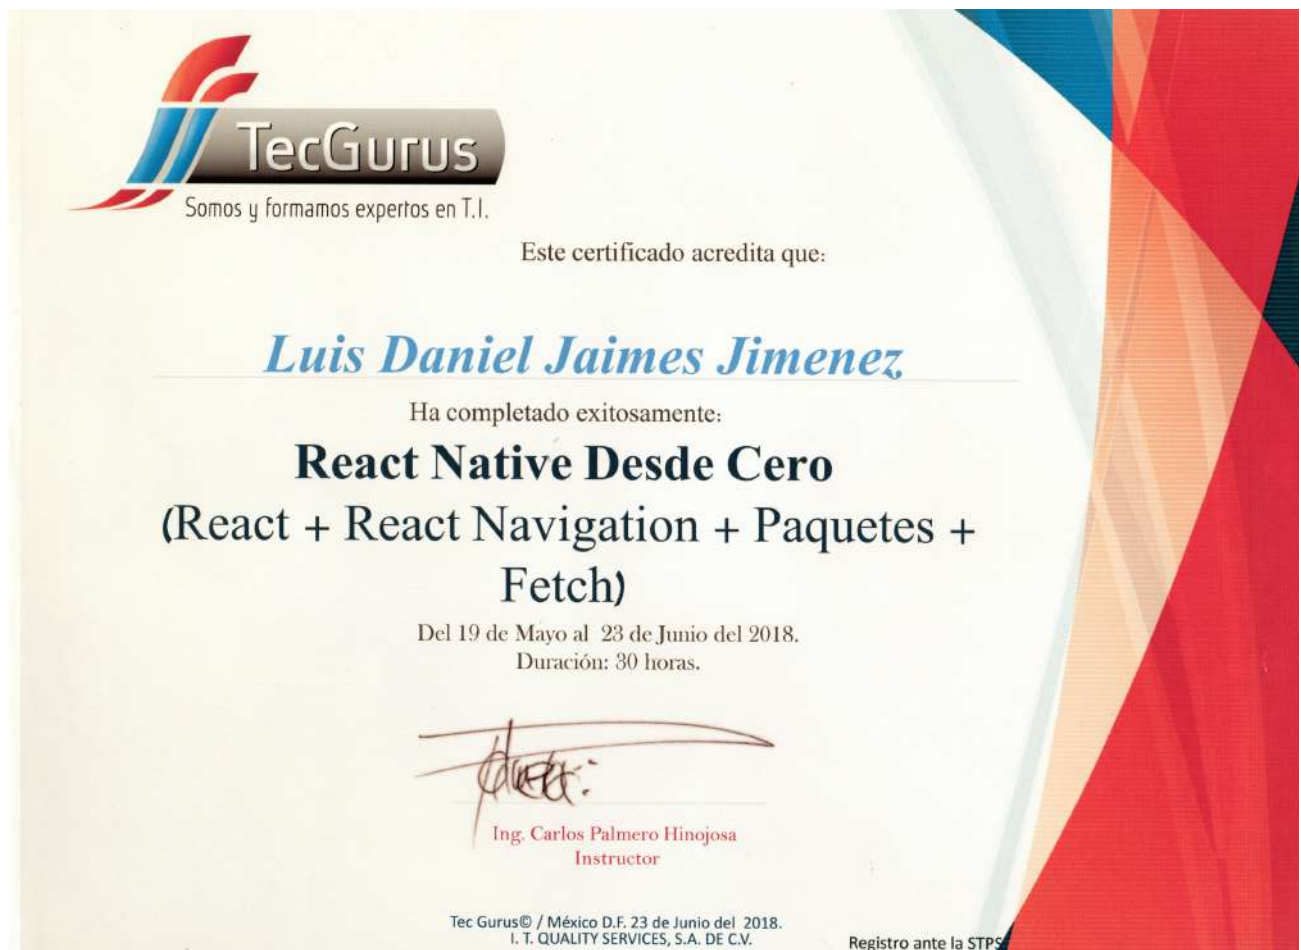 TecGurus
Somos y formamos expertos en T.I.
Este certificado acredita que:
Luis Daniel Jaimes Jimenez
Ha completado exitosamente:
React Native Desde Cero
(React + React Navigation + Paquetes +
Fetch)
Del 19 de Mayo al 23 de Junio del 2018.
Duración: 30 horas.
Ing. Carlos Palmero Hinojosa
Instructor
Tec Gurus© / México D.F. 23 de Junio del 2018.
I. T. QUALITY SERVICES, S.A. DE C.V.
Registro ante la STPS